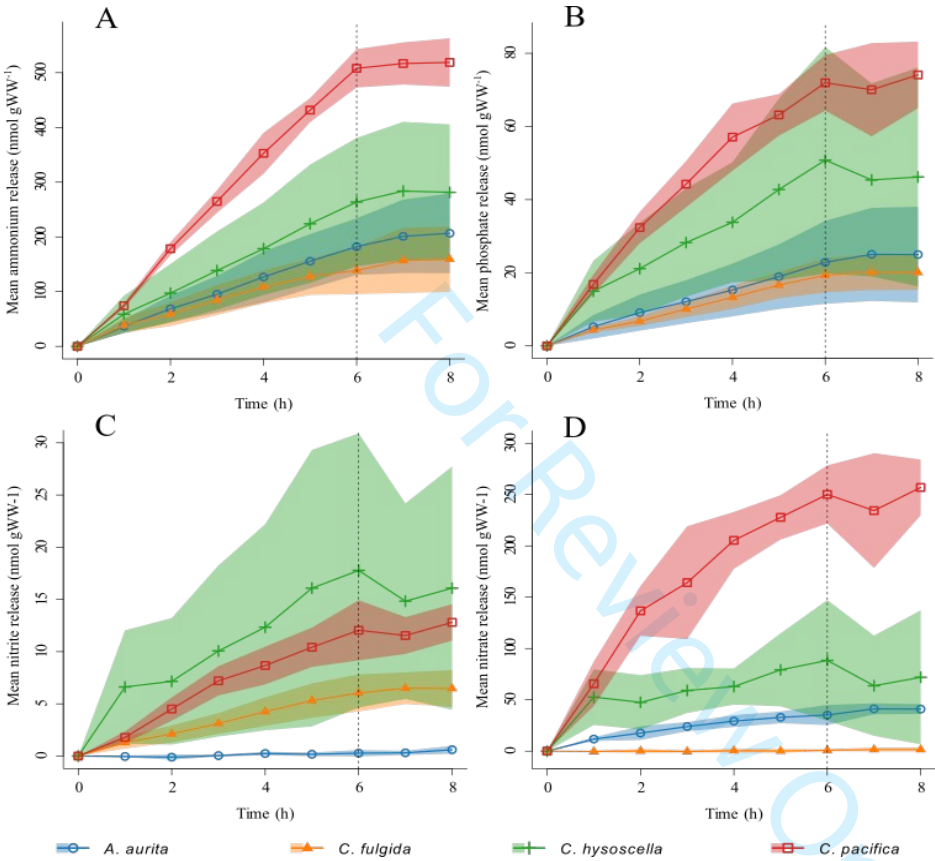 A
B
Mean ammonium release (nmol gWW-1)
0 100 200 300 400 500
0 2 4 6 8
Time (h)
Mean phosphate release (nmol gWW-1)
0 20 40 60 80
0 2 4 6 8
Time (h)
C
D
Mean nitrite release (nmol gWW-1)
0 5 10 15 20 25 30
0 2 4 6 8
Time (h)
Mean nitrate release (nmol gWW-1)
0 50 100 150 200 250
0 2 4 6 8
Time (h)
A. aurita
C. fulgida
C. hysoscella
C. pacifica
For Review O